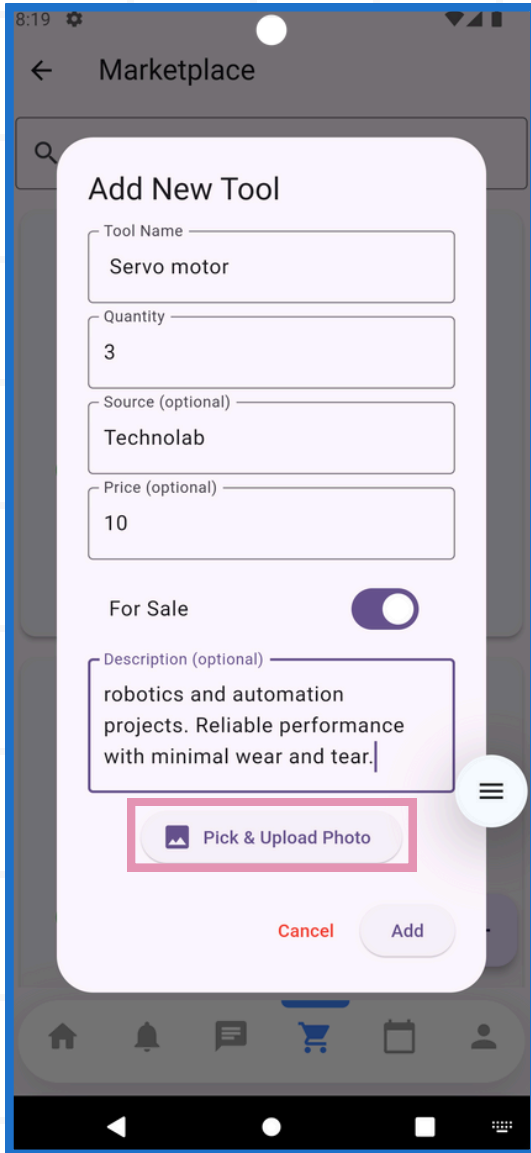 8:19
Marketplace
Add New Tool
Tool Name
Servo motor
Quantity
3
Source (optional)
Technolab
Price (optional)
10
For Sale
Description (optional)
robotics and automation
projects. Reliable performance
with minimal wear and tear.
Pick & Upload Photo
Cancel
Add